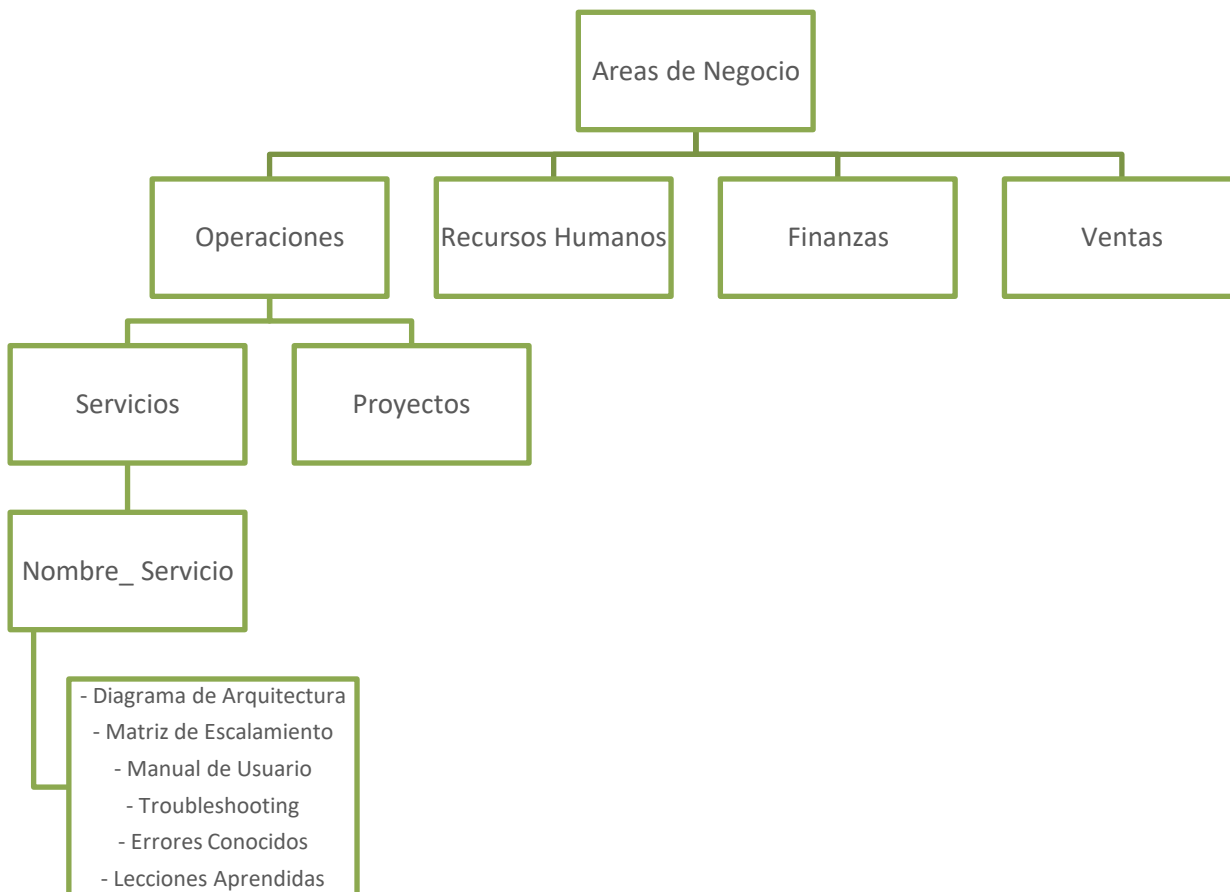 Areas de Negocio
Operaciones
Recursos Humanos
Finanzas
Ventas
Servicios
Proyectos
Nombre_ Servicio
- Diagrama de Arquitectura
- Matriz de Escalamiento
- Manual de Usuario
- Troubleshooting
- Errores Conocidos
- Lecciones Aprendidas